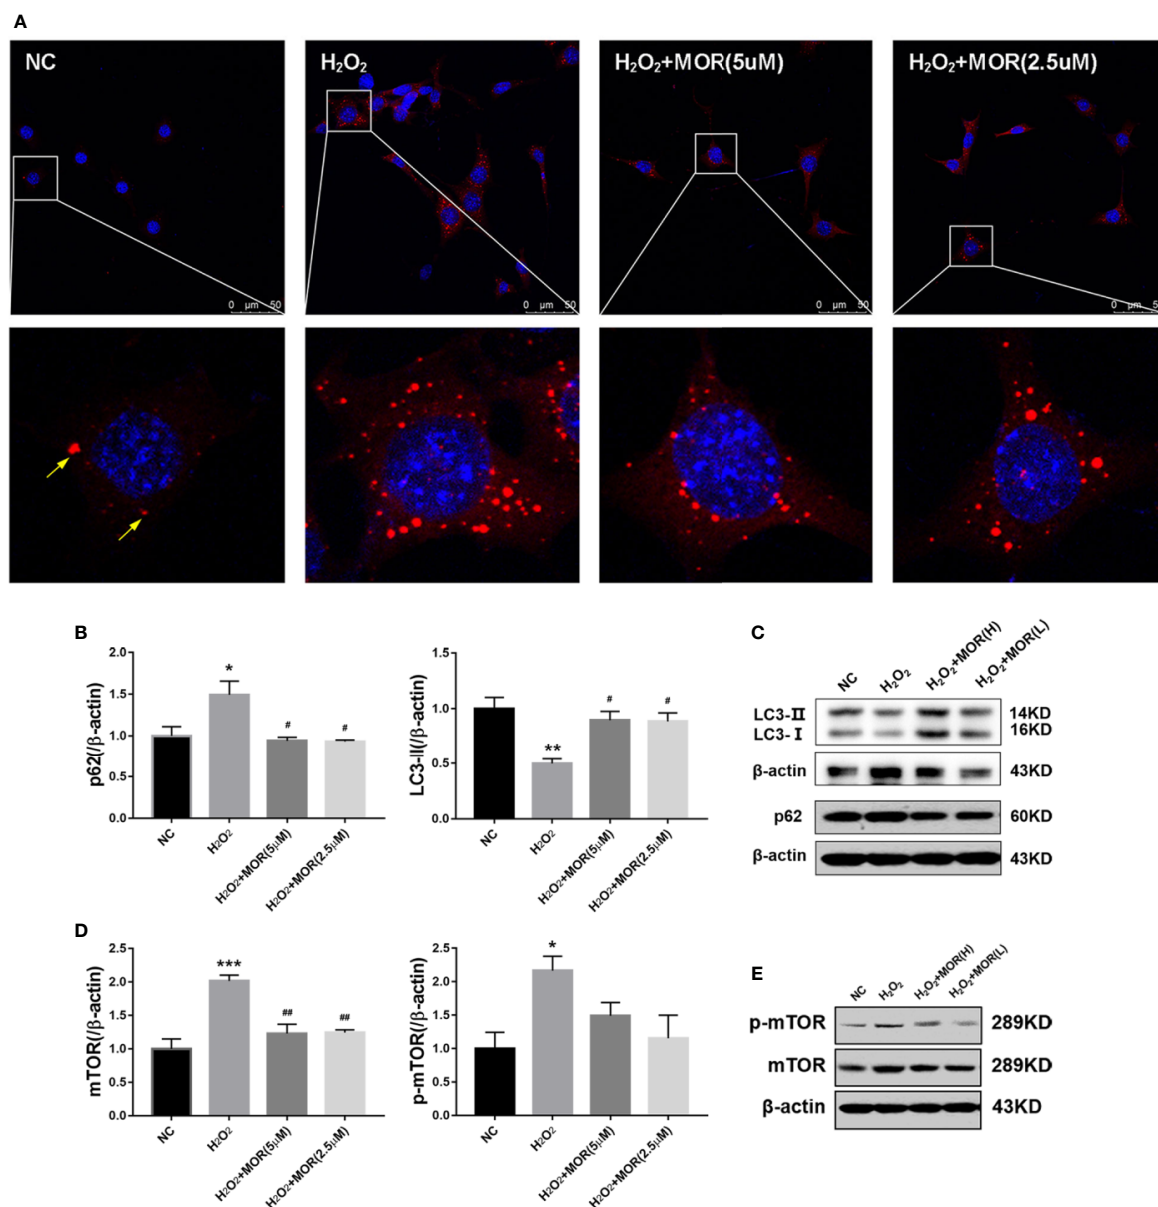 A
NC
H₂O₂
H₂O₂+MOR(5uM)
H₂O₂+MOR(2.5uM)
0 µm 50
0 µm 50
0 µm 50
0 µm 50
B
p62(/β-actin)
2.0
1.5
1.0
0.5
0.0
*
#
#
NC
H₂O₂
H₂O₂+MOR(5μM)
H₂O₂+MOR(2.5μM)
LC3-II(/β-actin)
1.5
1.0
0.5
0.0
**
#
#
NC
H₂O₂
H₂O₂+MOR(5μM)
H₂O₂+MOR(2.5μM)
C
NC
H₂O₂
H₂O₂+MOR(H)
H₂O₂+MOR(L)
LC3-II 14KD
LC3-I 16KD
β-actin 43KD
p62 60KD
β-actin 43KD
D
mTOR(/β-actin)
2.5
2.0
1.5
1.0
0.5
0.0
***
##
##
NC
H₂O₂
H₂O₂+MOR(5μM)
H₂O₂+MOR(2.5μM)
p-mTOR(/β-actin)
2.5
2.0
1.5
1.0
0.5
0.0
*
NC
H₂O₂
H₂O₂+MOR(5μM)
H₂O₂+MOR(2.5μM)
E
NC
H₂O₂
H₂O₂+MOR(H)
H₂O₂+MOR(L)
p-mTOR 289KD
mTOR 289KD
β-actin 43KD